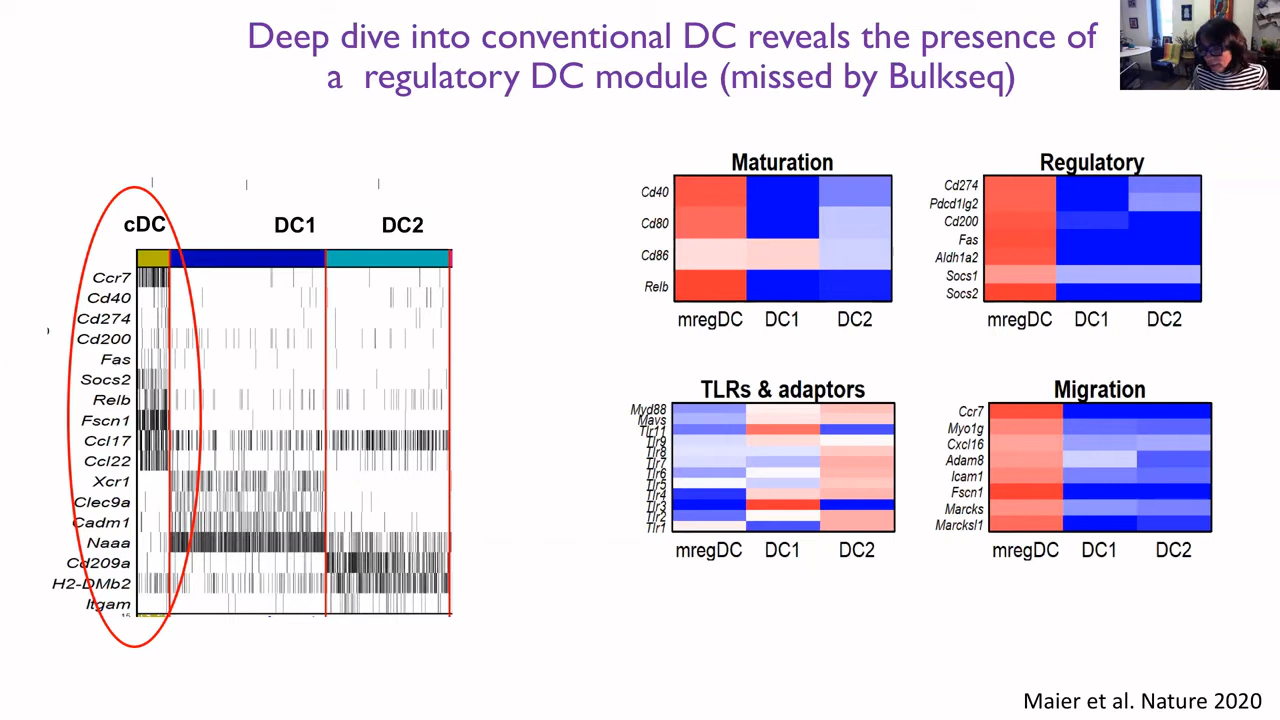 Deep dive into conventional DC reveals the presence of
a regulatory DC module (missed by Bulkseq)
cDC DC1 DC2
Ccr7
Cd40
Cd274
Cd200
Fas
Socs2
Relb
Fscn1
Ccl17
Ccl22
Xcr1
Clec9a
Cadm1
Naaa
Cd209a
H2-DMb2
Itgam
Maturation
Cd40
Cd80
Cd86
Relb
mregDC DC1 DC2
Regulatory
Cd274
Pdcd1lg2
Cd200
Fas
Aldh1a2
Socs1
Socs2
mregDC DC1 DC2
TLRs & adaptors
Myd88
Mavs
Tlr11
Tlr9
Tlr8
Tlr7
Tlr6
Tlr5
Tlr4
Tlr3
Tlr2
Tlr1
mregDC DC1 DC2
Migration
Ccr7
Myo1g
Cxcl16
Adam8
Icam1
Fscn1
Marcks
Marcksl1
mregDC DC1 DC2
Maier et al. Nature 2020